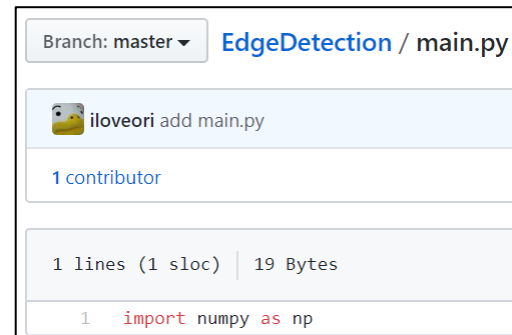 Branch: master EdgeDetection / main.py
iloveori add main.py
1 contributor
1 lines (1 sloc) 19 Bytes
1 import numpy as np